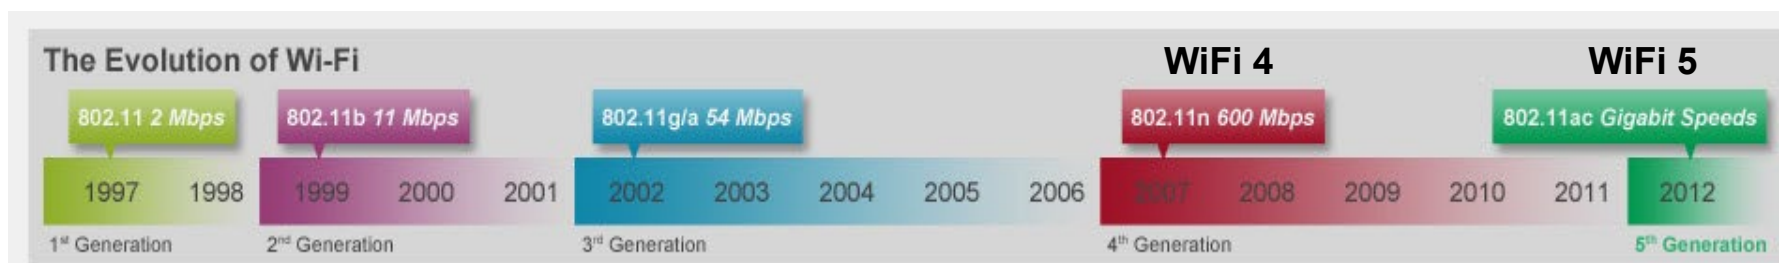 The Evolution of Wi-Fi
WiFi 4
WiFi 5
802.11 2 Mbps
802.11b 11 Mbps
802.11g/a 54 Mbps
802.11n 600 Mbps
802.11ac Gigabit Speeds
1997 1998 1999 2000 2001 2002 2003 2004 2005 2006 2007 2008 2009 2010 2011 2012
1st Generation
2nd Generation
3rd Generation
4th Generation
5th Generation